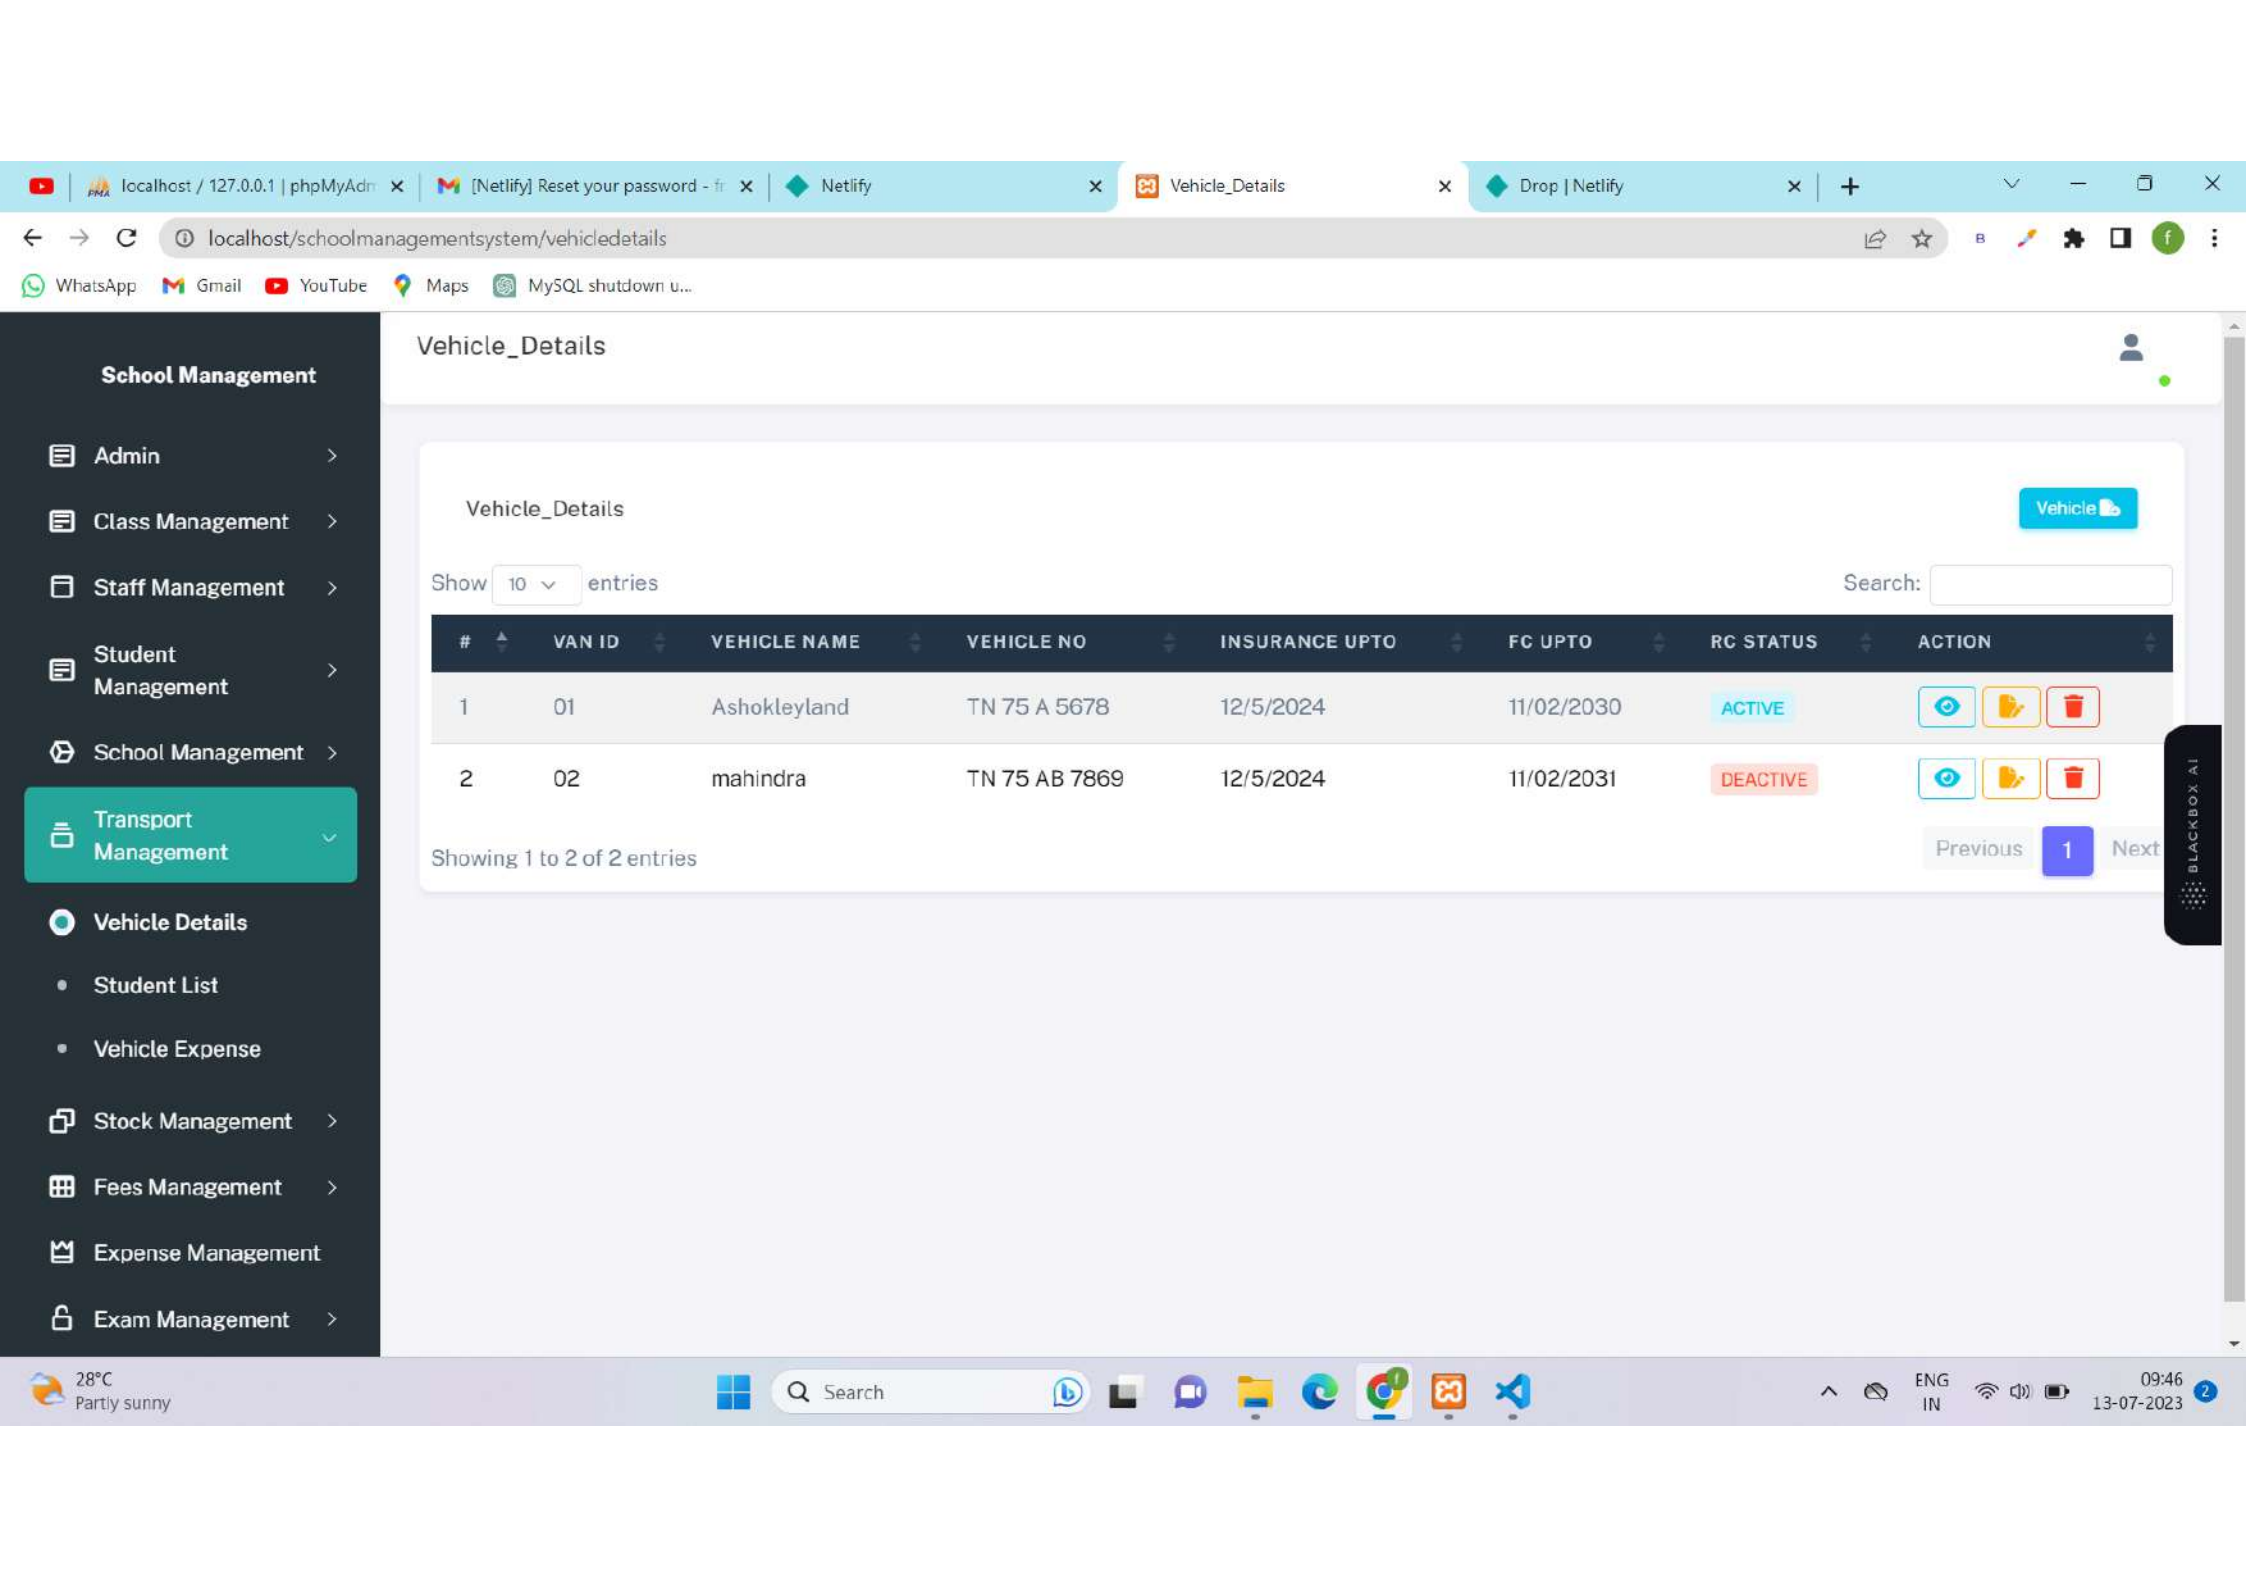 localhost / 127.0.0.1 | phpMyAdm
[Netlify] Reset your password - fr
Netlify
Vehicle_Details
Drop | Netlify
localhost/schoolmanagementsystem/vehicledetails
B
f
WhatsApp Gmail YouTube Maps MySQL shutdown u...
School Management
Vehicle_Details
Admin
Class Management
Staff Management
Student
Management
School Management
Transport
Management
Vehicle Details
Student List
Vehicle Expense
Stock Management
Fees Management
Expense Management
Exam Management
Vehicle_Details
Vehicle
Show 10 entries
Search:
# VAN ID VEHICLE NAME VEHICLE NO INSURANCE UPTO FC UPTO RC STATUS ACTION
1 01 Ashokleyland TN 75 A 5678 12/5/2024 11/02/2030 ACTIVE
2 02 mahindra TN 75 AB 7869 12/5/2024 11/02/2031 DEACTIVE
Showing 1 to 2 of 2 entries
Previous 1 Next
BLACKBOX AI
28°C
Partly sunny
Search
ENG
IN
09:46
13-07-2023
2